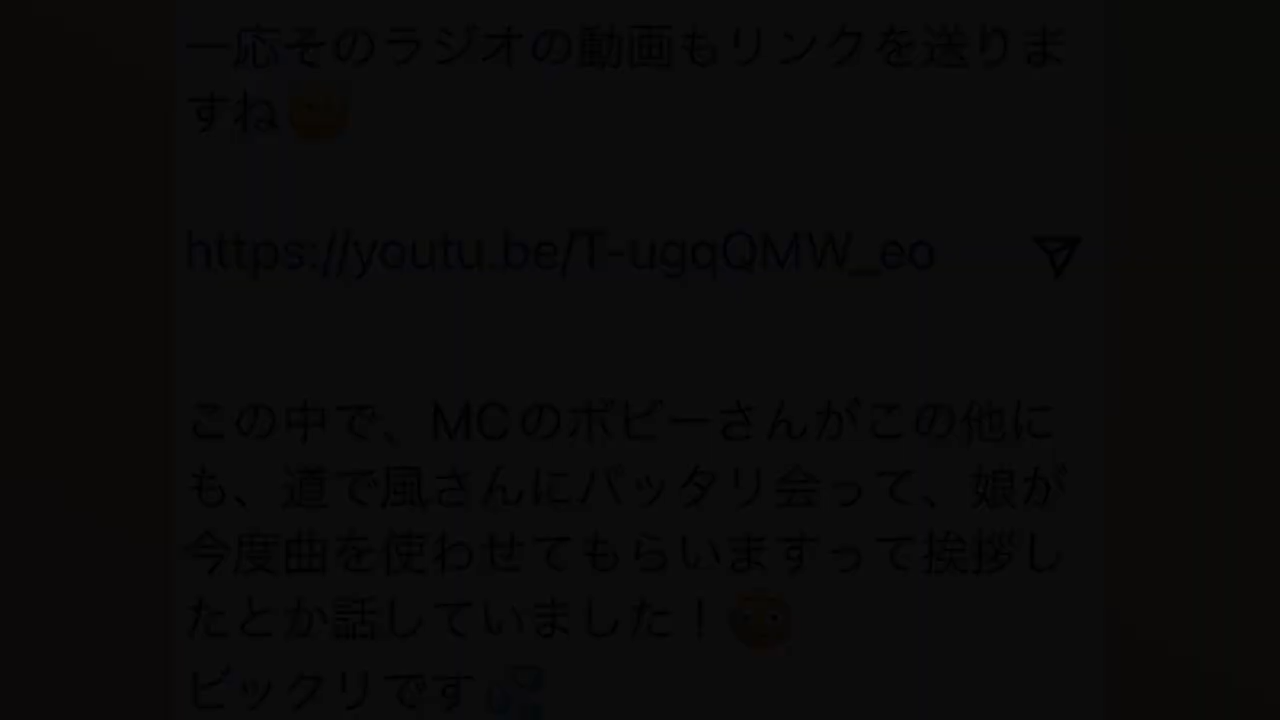 一応そのラジオの動画もリンクを送りま
すね
https://youtu.be/T-ugqQMW_eo
この中で、MCのボビーさんがこの他に
も、道で風さんにバッタリ会って、娘が
今度曲を使わせてもらいますって挨拶し
たとか話していました！
ビックリです